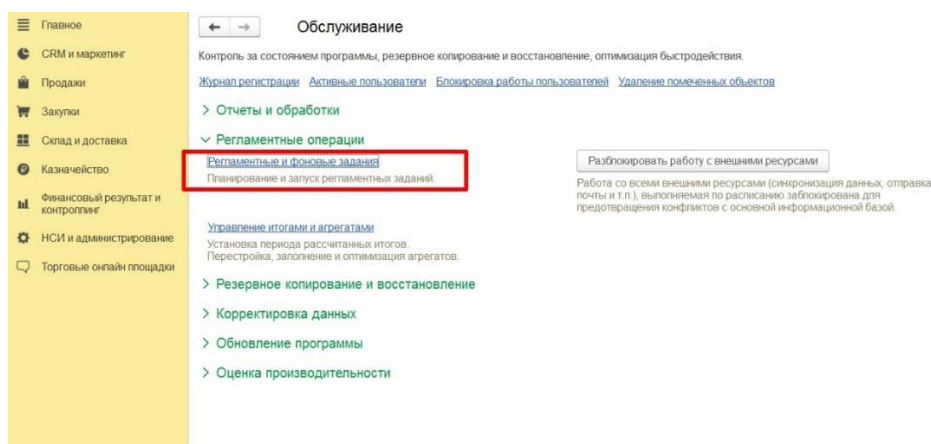 Главное
CRM и маркетинг
Продажи
Закупки
Склад и доставка
Казначейство
Финансовый результат и
контроллинг
НСИ и администрирование
Торговые онлайн площадки
Обслуживание
Контроль за состоянием программы, резервное копирование и восстановление, оптимизация быстродействия.
Журнал регистрации Активные пользователи Блокировка работы пользователей Удаление помеченных объектов
Отчеты и обработки
Регламентные операции
Регламентные и фоновые задания
Планирование и запуск регламентных заданий.
Разблокировать работу с внешними ресурсами
Работа со всеми внешними ресурсами (синхронизация данных, отправка
почты и т.п.), выполняемая по расписанию заблокирована для
предотвращения конфликтов с основной информационной базой.
Управление итогами и агрегатами
Установка периода рассчитанных итогов.
Перестройка, заполнение и оптимизация агрегатов.
Резервное копирование и восстановление
Корректировка данных
Обновление программы
Оценка производительности